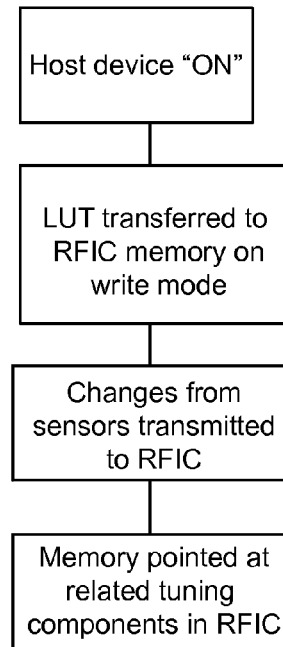 Host device “ON”
LUT transferred to
RFIC memory on
write mode
Changes from
sensors transmitted
to RFIC
Memory pointed at
related tuning
components in RFIC